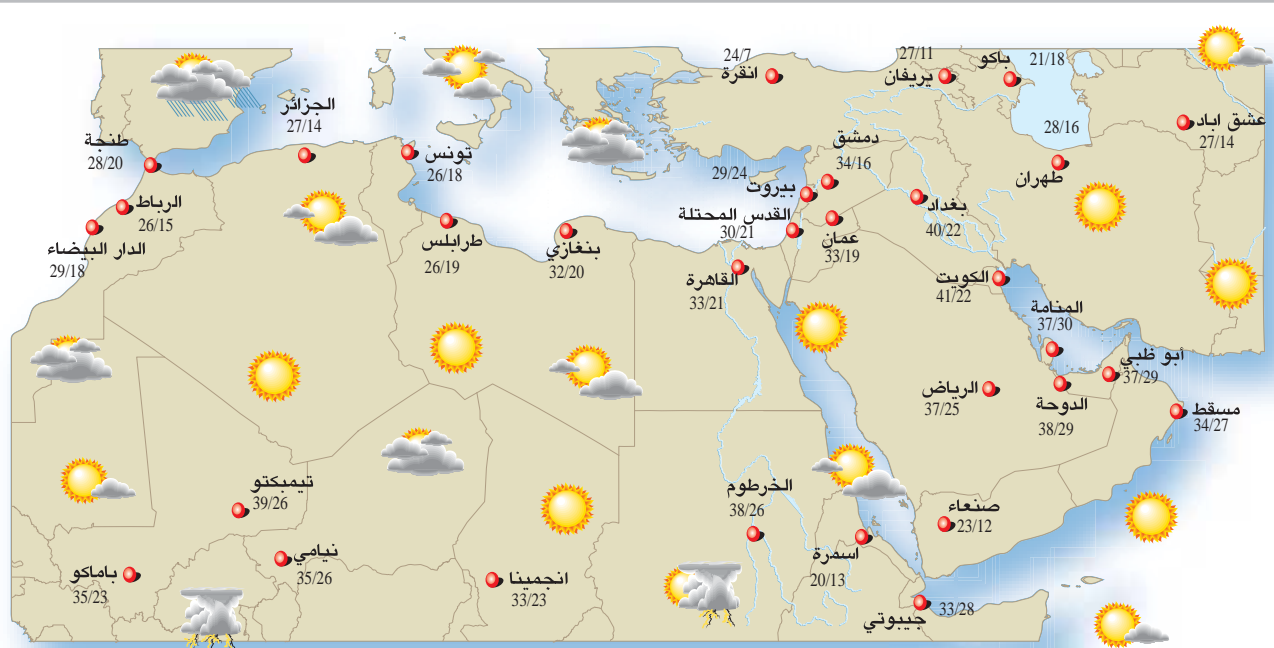 24/7
انقرة
27/11
يريفان
باكو
21/18
عشق اباد
27/14
28/16
طهران
الجزائر
27/14
طنجة
28/20
تونس
26/18
دمشق
34/16
29/24
بيروت
بغداد
40/22
الرباط
26/15
القدس المحتلة
30/21
عمان
33/19
الدار البيضاء
29/18
طرابلس
26/19
بنغازي
32/20
القاهرة
33/21
الكويت
41/22
المنامة
37/30
أبو ظبي
37/29
الرياض
37/25
الدوحة
38/29
مسقط
34/27
تيمبكتو
39/26
الخرطوم
38/26
صنعاء
23/12
نيامي
35/26
اسمرة
20/13
باماكو
35/23
انجمينا
33/23
33/28
جيبوتي